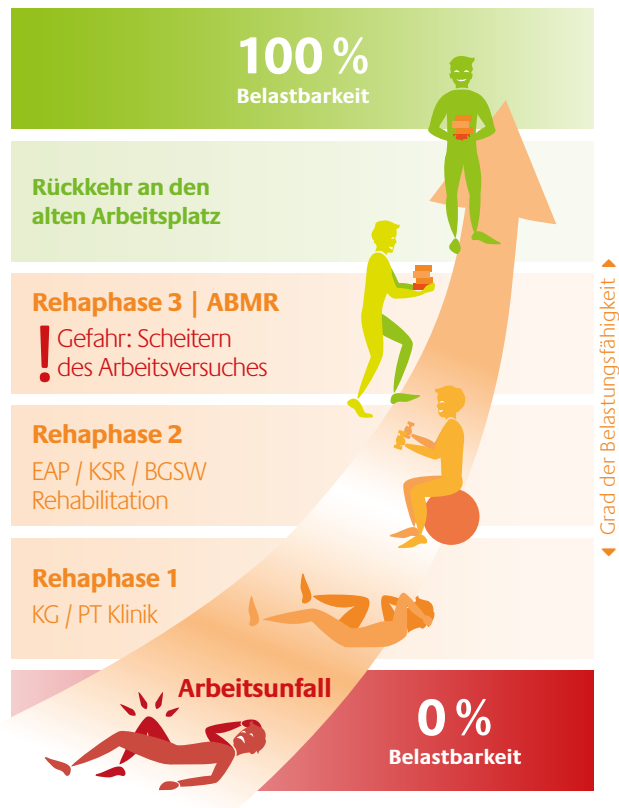 100 %
Belastbarkeit
Rückkehr an den
alten Arbeitsplatz
Rehaphase 3 | ABMR
! Gefahr: Scheitern
des Arbeitsversuches
Rehaphase 2
EAP / KSR / BGSW
Rehabilitation
Rehaphase 1
KG / PT Klinik
Arbeitsunfall
0 %
Belastbarkeit
Grad der Belastungsfähigkeit